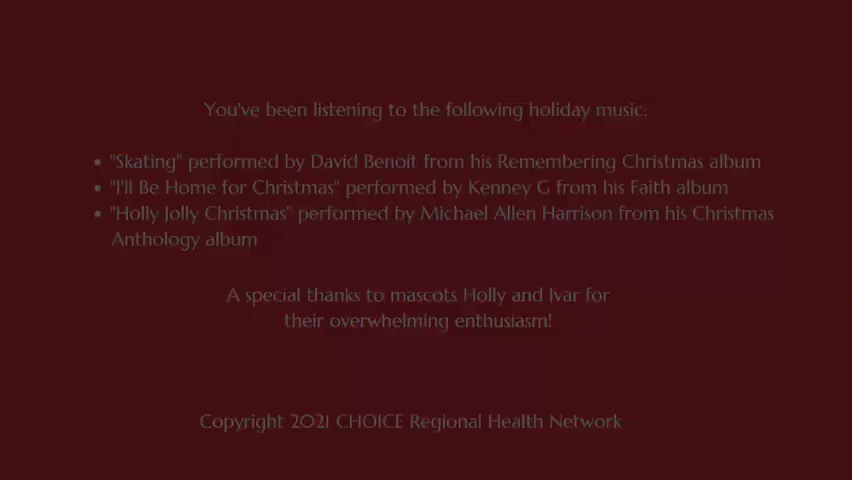 You've been listening to the following holiday music:
• "Skating" performed by David Benoit from his Remembering Christmas album
• "I'll Be Home for Christmas" performed by Kenney G from his Faith album
• "Holly Jolly Christmas" performed by Michael Allen Harrison from his Christmas
Anthology album
A special thanks to mascots Holly and Ivar for
their overwhelming enthusiasm!
Copyright 2021 CHOICE Regional Health Network